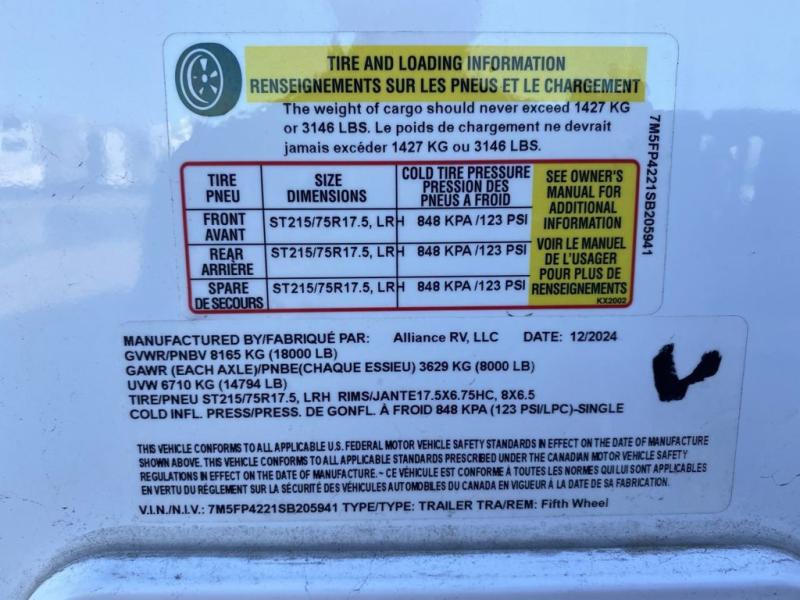 TIRE AND LOADING INFORMATION
RENSEIGNEMENTS SUR LES PNEUS ET LE CHARGEMENT
The weight of cargo should never exceed 1427 KG
or 3146 LBS. Le poids de chargement ne devrait
jamais excéder 1427 KG ou 3146 LBS.
TIRE
PNEU
SIZE
DIMENSIONS
COLD TIRE PRESSURE
PRESSION DES
PNEUS A FROID
FRONT
AVANT
ST215/75R17.5, LRH
848 KPA /123 PSI
REAR
ARRIÈRE
ST215/75R17.5, LRH
848 KPA /123 PSI
SPARE
DE SECOURS
ST215/75R17.5, LRH
848 KPA /123 PSI
SEE OWNER'S
MANUAL FOR
ADDITIONAL
INFORMATION
VOIR LE MANUEL
DE L'USAGER
POUR PLUS DE
RENSEIGNEMENTS
KX2002
7M5FP4221SB205941
MANUFACTURED BY/FABRIQUÉ PAR: Alliance RV, LLC DATE: 12/2024
GVWR/PNBV 8165 KG (18000 LB)
GAWR (EACH AXLE)/PNBE(CHAQUE ESSIEU) 3629 KG (8000 LB)
UVW 6710 KG (14794 LB)
TIRE/PNEU ST215/75R17.5, LRH RIMS/JANTE17.5X6.75HC, 8X6.5
COLD INFL. PRESS/PRESS. DE GONFL. À FROID 848 KPA (123 PSI/LPC)-SINGLE
THIS VEHICLE CONFORMS TO ALL APPLICABLE U.S. FEDERAL MOTOR VEHICLE SAFETY STANDARDS IN EFFECT ON THE DATE OF MANUFACTURE
SHOWN ABOVE. THIS VEHICLE CONFORMS TO ALL APPLICABLE STANDARDS PRESCRIBED UNDER THE CANADIAN MOTOR VEHICLE SAFETY
REGULATIONS IN EFFECT ON THE DATE OF MANUFACTURE. ~ CE VÉHICULE EST CONFORME À TOUTES LES NORMES QUI LUI SONT APPLICABLES
EN VERTU DU RÈGLEMENT SUR LA SÉCURITÉ DES VÉHICULES AUTOMOBILES DU CANADA EN VIGUEUR À LA DATE DE SA FABRICATION.
V.I.N./N.I.V.: 7M5FP4221SB205941 TYPE/TYPE: TRAILER TRA/REM: Fifth Wheel